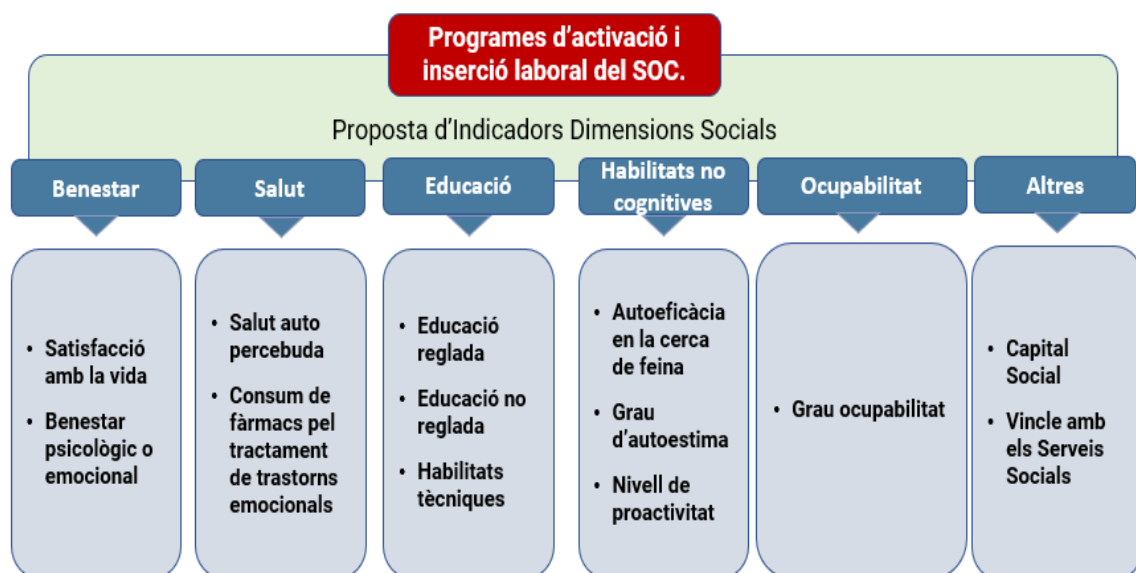 Programes d’activació i
inserció laboral del SOC.
Proposta d’Indicadors Dimensions Socials
Benestar
• Satisfacció
amb la vida
• Benestar
psicològic o
emocional
Salut
• Salut auto
percebuda
• Consum de
fàrmacs pel
tractament
de trastorns
emocionals
Educació
• Educació
reglada
• Educació no
reglada
• Habilitats
tècniques
Habilitats no
cognitives
• Autoeficàcia
en la cerca
de feina
• Grau
d’autoestima
• Nivell de
proactivitat
Ocupabilitat
• Grau ocupabilitat
Altres
• Capital
Social
• Vincle amb
els Serveis
Socials